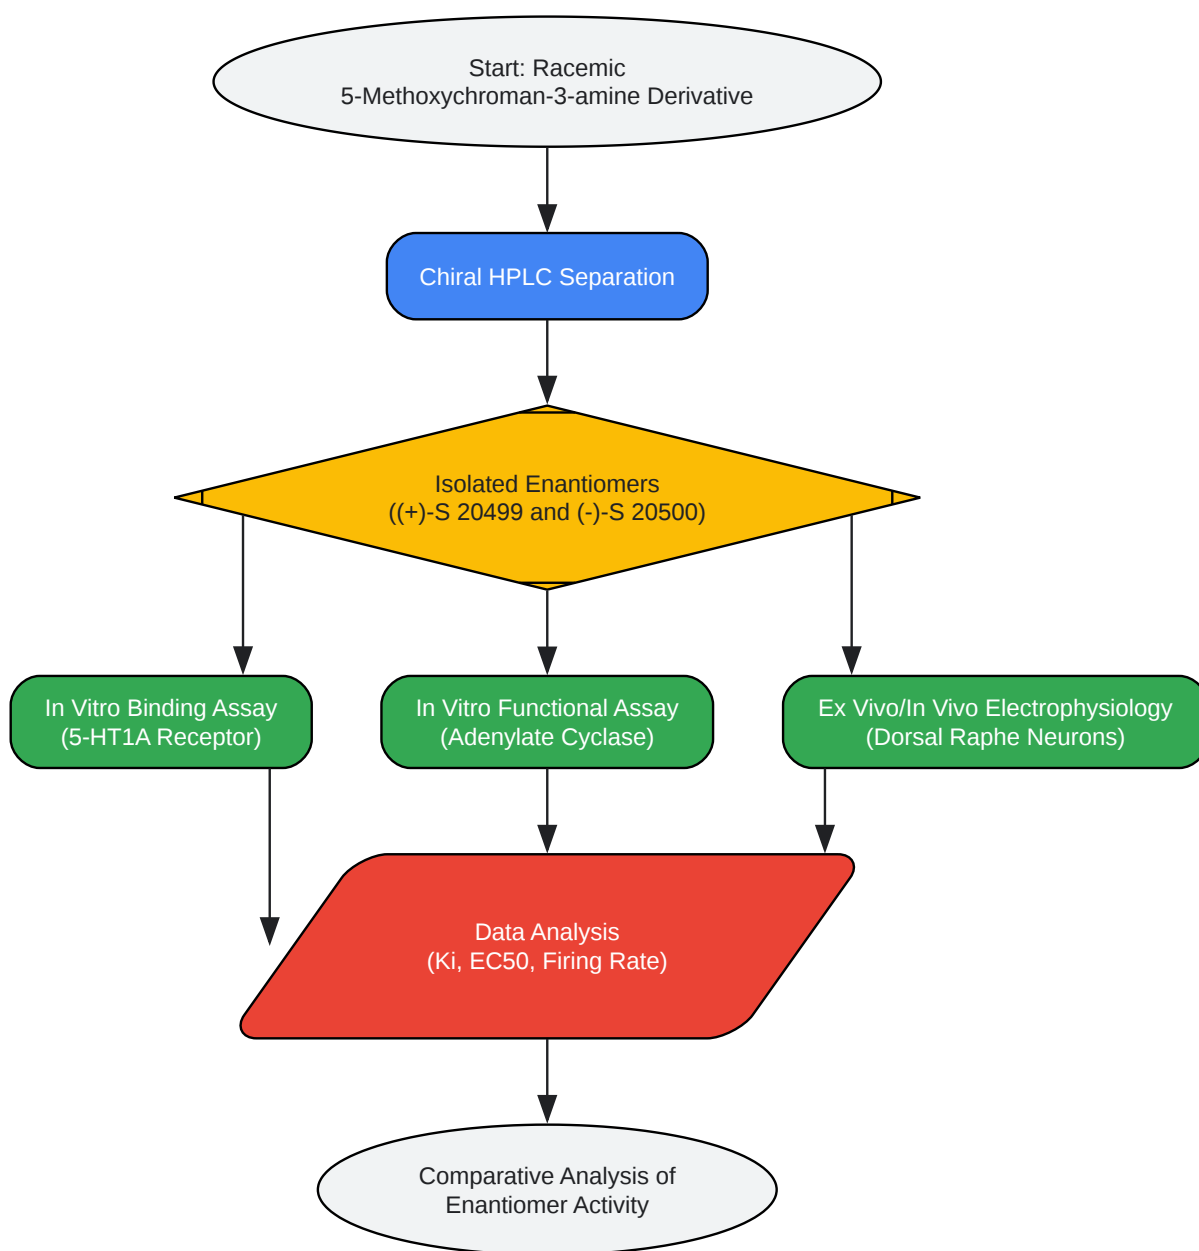 Start: Racemic
5-Methoxychroman-3-amine Derivative
Chiral HPLC Separation
Isolated Enantiomers
((+)-S 20499 and (-)-S 20500)
In Vitro Binding Assay
(5-HT1A Receptor)
In Vitro Functional Assay
(Adenylate Cyclase)
Ex Vivo/In Vivo Electrophysiology
(Dorsal Raphe Neurons)
Data Analysis
(Ki, EC50, Firing Rate)
Comparative Analysis of
Enantiomer Activity